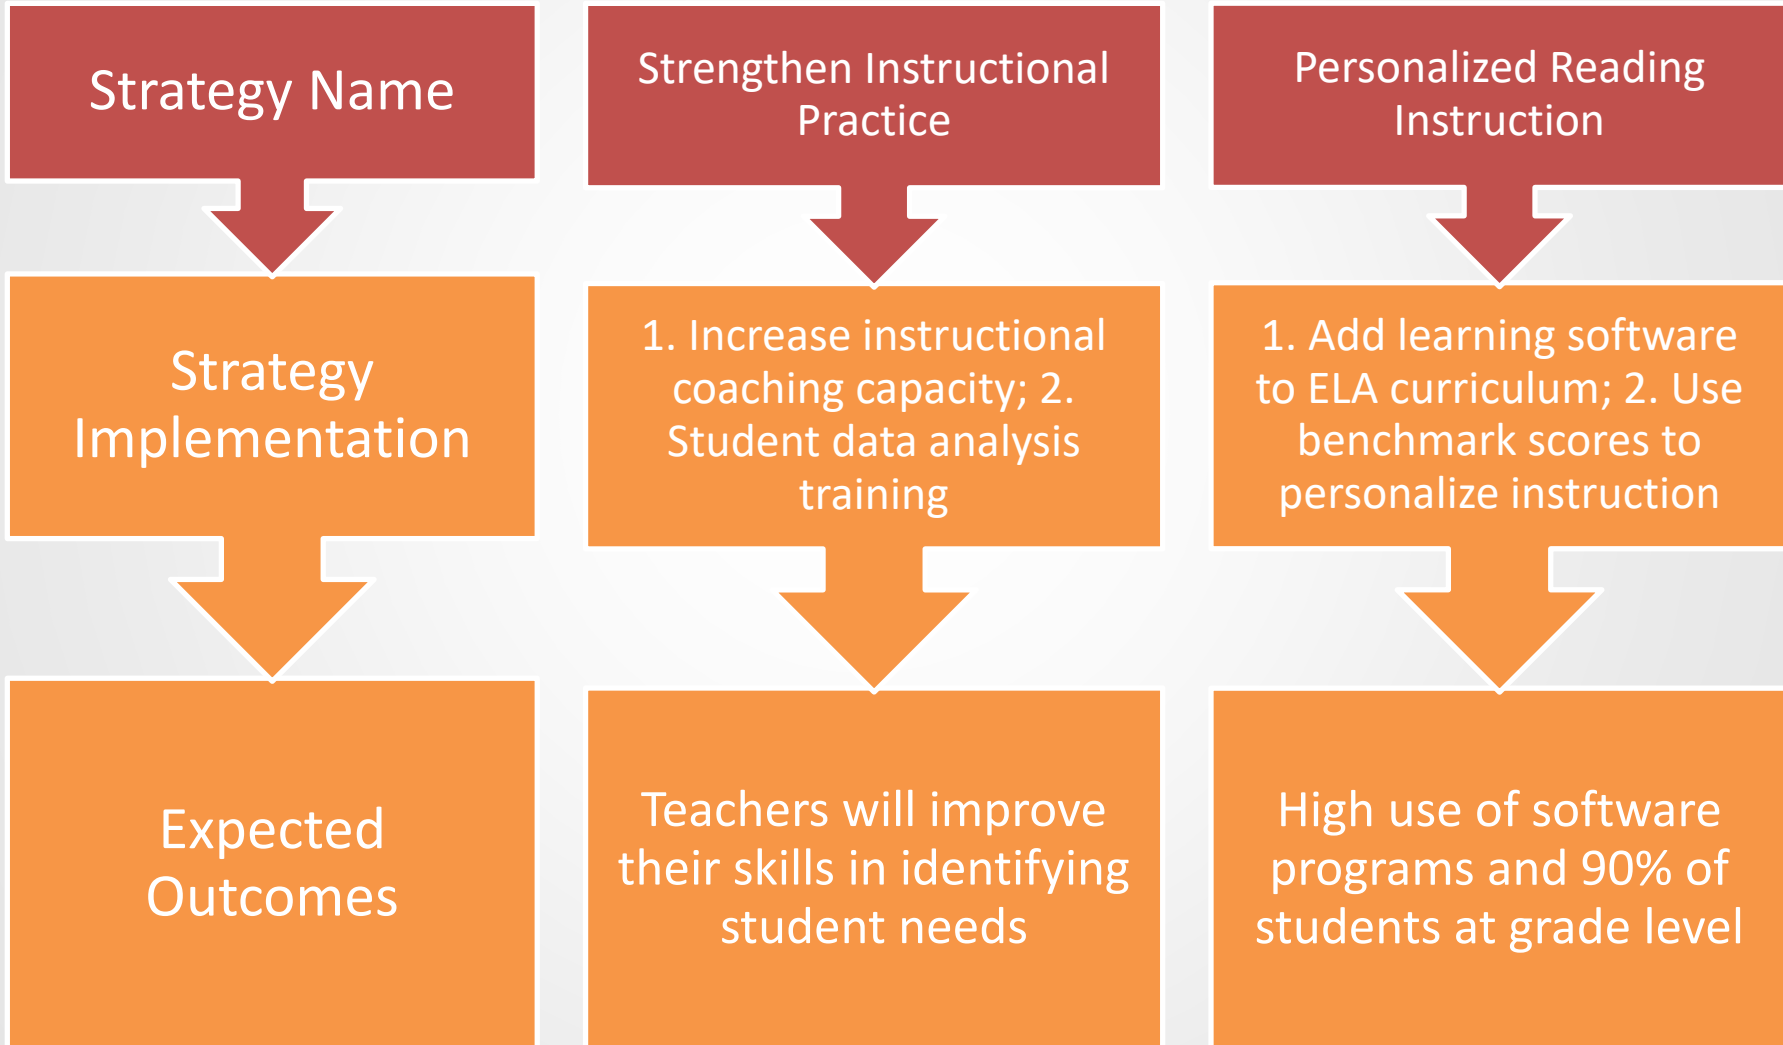 Strategy Name
Strengthen Instructional
Practice
Personalized Reading
Instruction
Strategy
Implementation
1. Increase instructional
coaching capacity; 2.
Student data analysis
training
1. Add learning software
to ELA curriculum; 2. Use
benchmark scores to
personalize instruction
Expected
Outcomes
Teachers will improve
their skills in identifying
student needs
High use of software
programs and 90% of
students at grade level